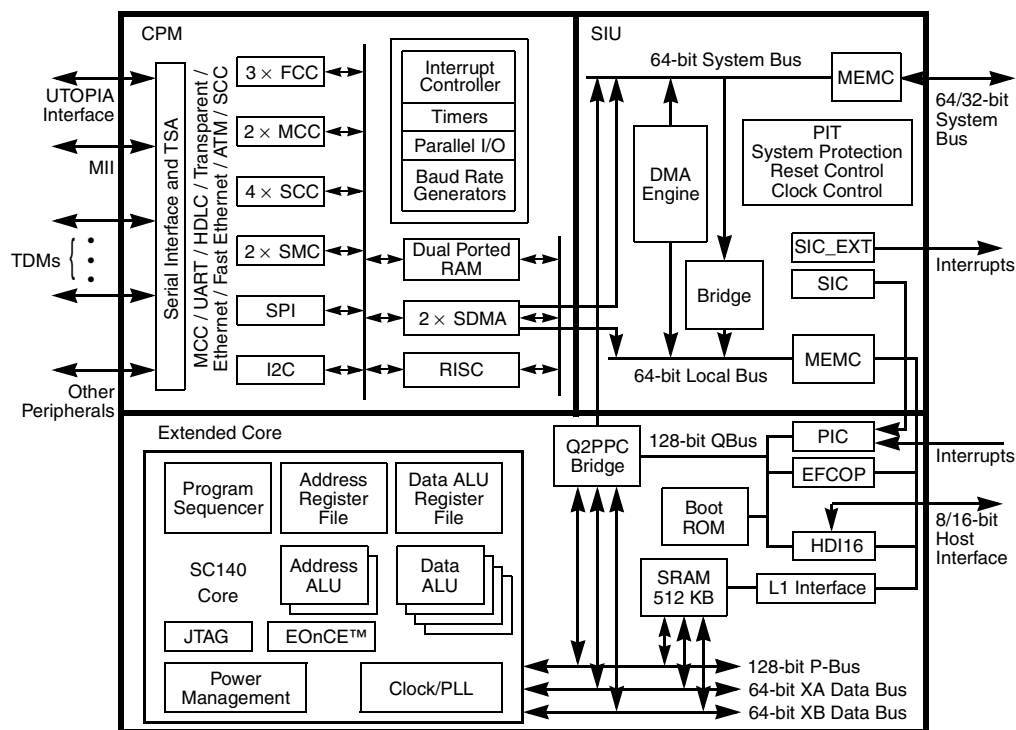 CPM
SIU
UTOPIA
Interface
MII
TDMs
Other
Peripherals
Serial Interface and TSA
MCC / UART / HDLC / Transparent /
Ethernet / Fast Ethernet / ATM / SCC
3 × FCC
2 × MCC
4 × SCC
2 × SMC
SPI
I2C
Interrupt
Controller
Timers
Parallel I/O
Baud Rate
Generators
Dual Ported
RAM
2 × SDMA
RISC
64-bit System Bus
MEMC
64/32-bit
System
Bus
PIT
System Protection
Reset Control
Clock Control
DMA
Engine
Bridge
SIC_EXT
Interrupts
SIC
MEMC
64-bit Local Bus
Extended Core
Program
Sequencer
Address
Register
File
Data ALU
Register
File
SC140
Core
Address
ALU
Data
ALU
JTAG
EOnCE™
Power
Management
Clock/PLL
Q2PPC
Bridge
128-bit QBus
PIC
Interrupts
EFCOP
Boot
ROM
HDI16
8/16-bit
Host
Interface
SRAM
512 KB
L1 Interface
128-bit P-Bus
64-bit XA Data Bus
64-bit XB Data Bus